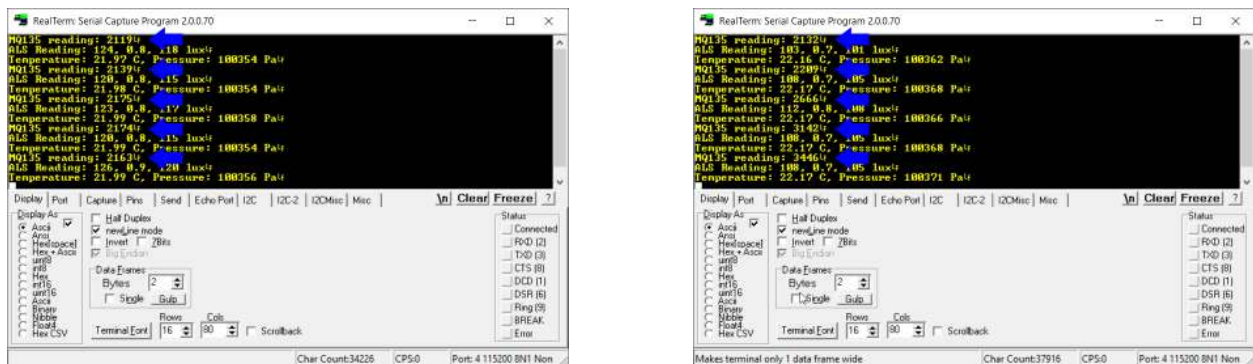 RealTerm: Serial Capture Program 2.0.0.70
MQ135 reading: 2119
ALS Reading: 124, 0.8, 118 lux
Temperature: 21.97 C, Pressure: 100354 Pa
MQ135 reading: 2139
ALS Reading: 120, 0.8, 115 lux
Temperature: 21.98 C, Pressure: 100354 Pa
MQ135 reading: 2175
ALS Reading: 123, 0.8, 117 lux
Temperature: 21.99 C, Pressure: 100358 Pa
MQ135 reading: 2174
ALS Reading: 120, 0.8, 115 lux
Temperature: 21.99 C, Pressure: 100354 Pa
MQ135 reading: 2163
ALS Reading: 126, 0.9, 120 lux
Temperature: 21.99 C, Pressure: 100356 Pa
Display Port Capture Pins Send Echo Port I2C I2C-2 I2CMisc Misc \n Clear Freeze ?
Display As
Ascii
Ansi
Hex[space]
Hex + Ascii
uint8
int8
Hex
int16
uint16
Ascii
Binary
Nibble
Float4
Hex CSV
Half Duplex
newLine mode
Invert 7Bits
Big Endian
Data Frames
Bytes 2
Single Gulp
Rows Cols
Terminal Font 16 80 Scrollback
Status
Connected
RXD (2)
TXD (3)
CTS (8)
DCD (1)
DSR (6)
Ring (9)
BREAK
Error
Char Count:34226 CPS:0 Port: 4 115200 8N1 Non
RealTerm: Serial Capture Program 2.0.0.70
MQ135 reading: 2132
ALS Reading: 103, 0.7, 101 lux
Temperature: 22.16 C, Pressure: 100362 Pa
MQ135 reading: 2209
ALS Reading: 108, 0.7, 105 lux
Temperature: 22.17 C, Pressure: 100368 Pa
MQ135 reading: 2666
ALS Reading: 112, 0.8, 108 lux
Temperature: 22.17 C, Pressure: 100366 Pa
MQ135 reading: 3142
ALS Reading: 108, 0.7, 105 lux
Temperature: 22.17 C, Pressure: 100368 Pa
MQ135 reading: 3446
ALS Reading: 108, 0.7, 105 lux
Temperature: 22.17 C, Pressure: 100371 Pa
Display Port Capture Pins Send Echo Port I2C I2C-2 I2CMisc Misc \n Clear Freeze ?
Display As
Ascii
Ansi
Hex[space]
Hex + Ascii
uint8
int8
Hex
int16
uint16
Ascii
Binary
Nibble
Float4
Hex CSV
Half Duplex
newLine mode
Invert 7Bits
Big Endian
Data Frames
Bytes 2
Single Gulp
Rows Cols
Terminal Font 16 80 Scrollback
Status
Connected
RXD (2)
TXD (3)
CTS (8)
DCD (1)
DSR (6)
Ring (9)
BREAK
Error
Makes terminal only 1 data frame wide Char Count:37916 CPS:0 Port: 4 115200 8N1 Non